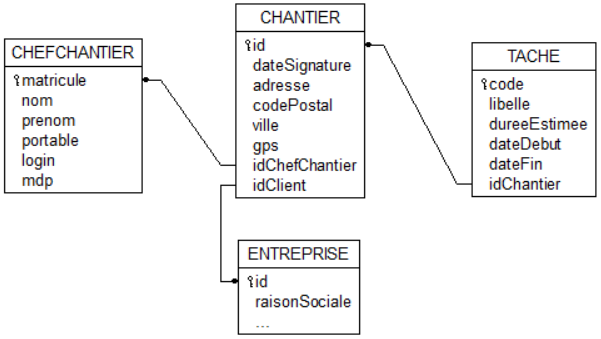 CHEFCHANTIER
matricule
nom
prenom
portable
login
mdp
CHANTIER
id
dateSignature
adresse
codePostal
ville
gps
idChefChantier
idClient
TACHE
code
libelle
dureeEstimee
dateDebut
dateFin
idChantier
ENTREPRISE
id
raisonSociale
...